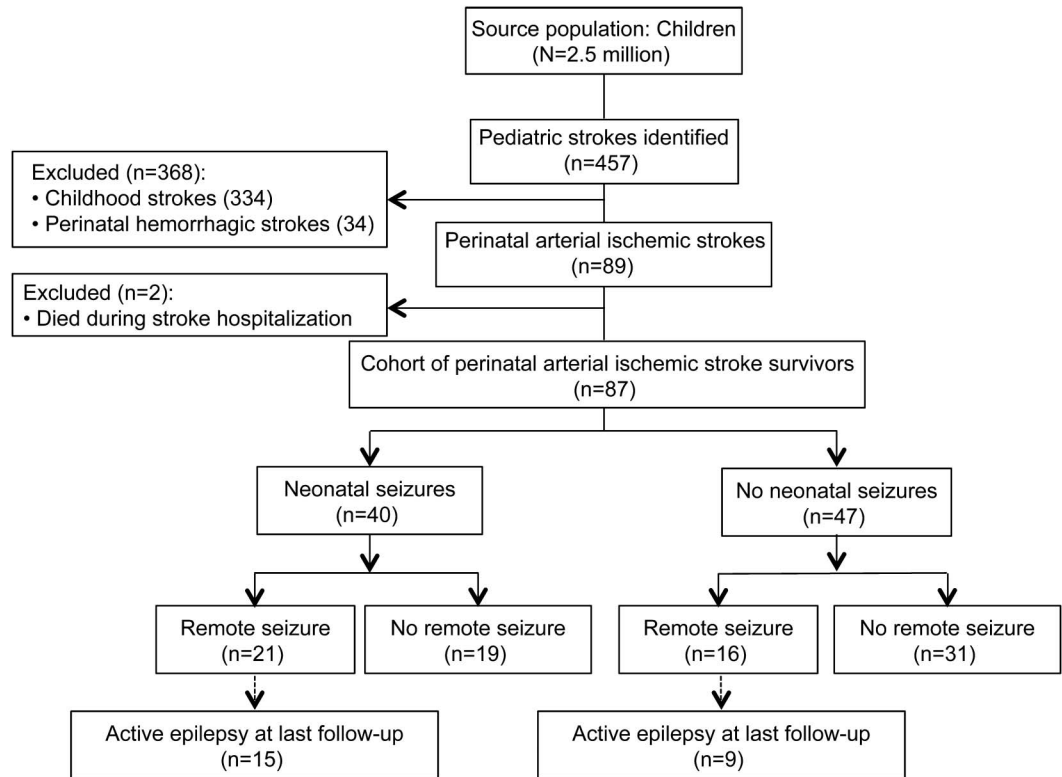 Source population: Children
(N=2.5 million)
Pediatric strokes identified
(n=457)
Excluded (n=368):
• Childhood strokes (334)
• Perinatal hemorrhagic strokes (34)
Perinatal arterial ischemic strokes
(n=89)
Excluded (n=2):
• Died during stroke hospitalization
Cohort of perinatal arterial ischemic stroke survivors
(n=87)
Neonatal seizures
(n=40)
No neonatal seizures
(n=47)
Remote seizure
(n=21)
No remote seizure
(n=19)
Remote seizure
(n=16)
No remote seizure
(n=31)
Active epilepsy at last follow-up
(n=15)
Active epilepsy at last follow-up
(n=9)